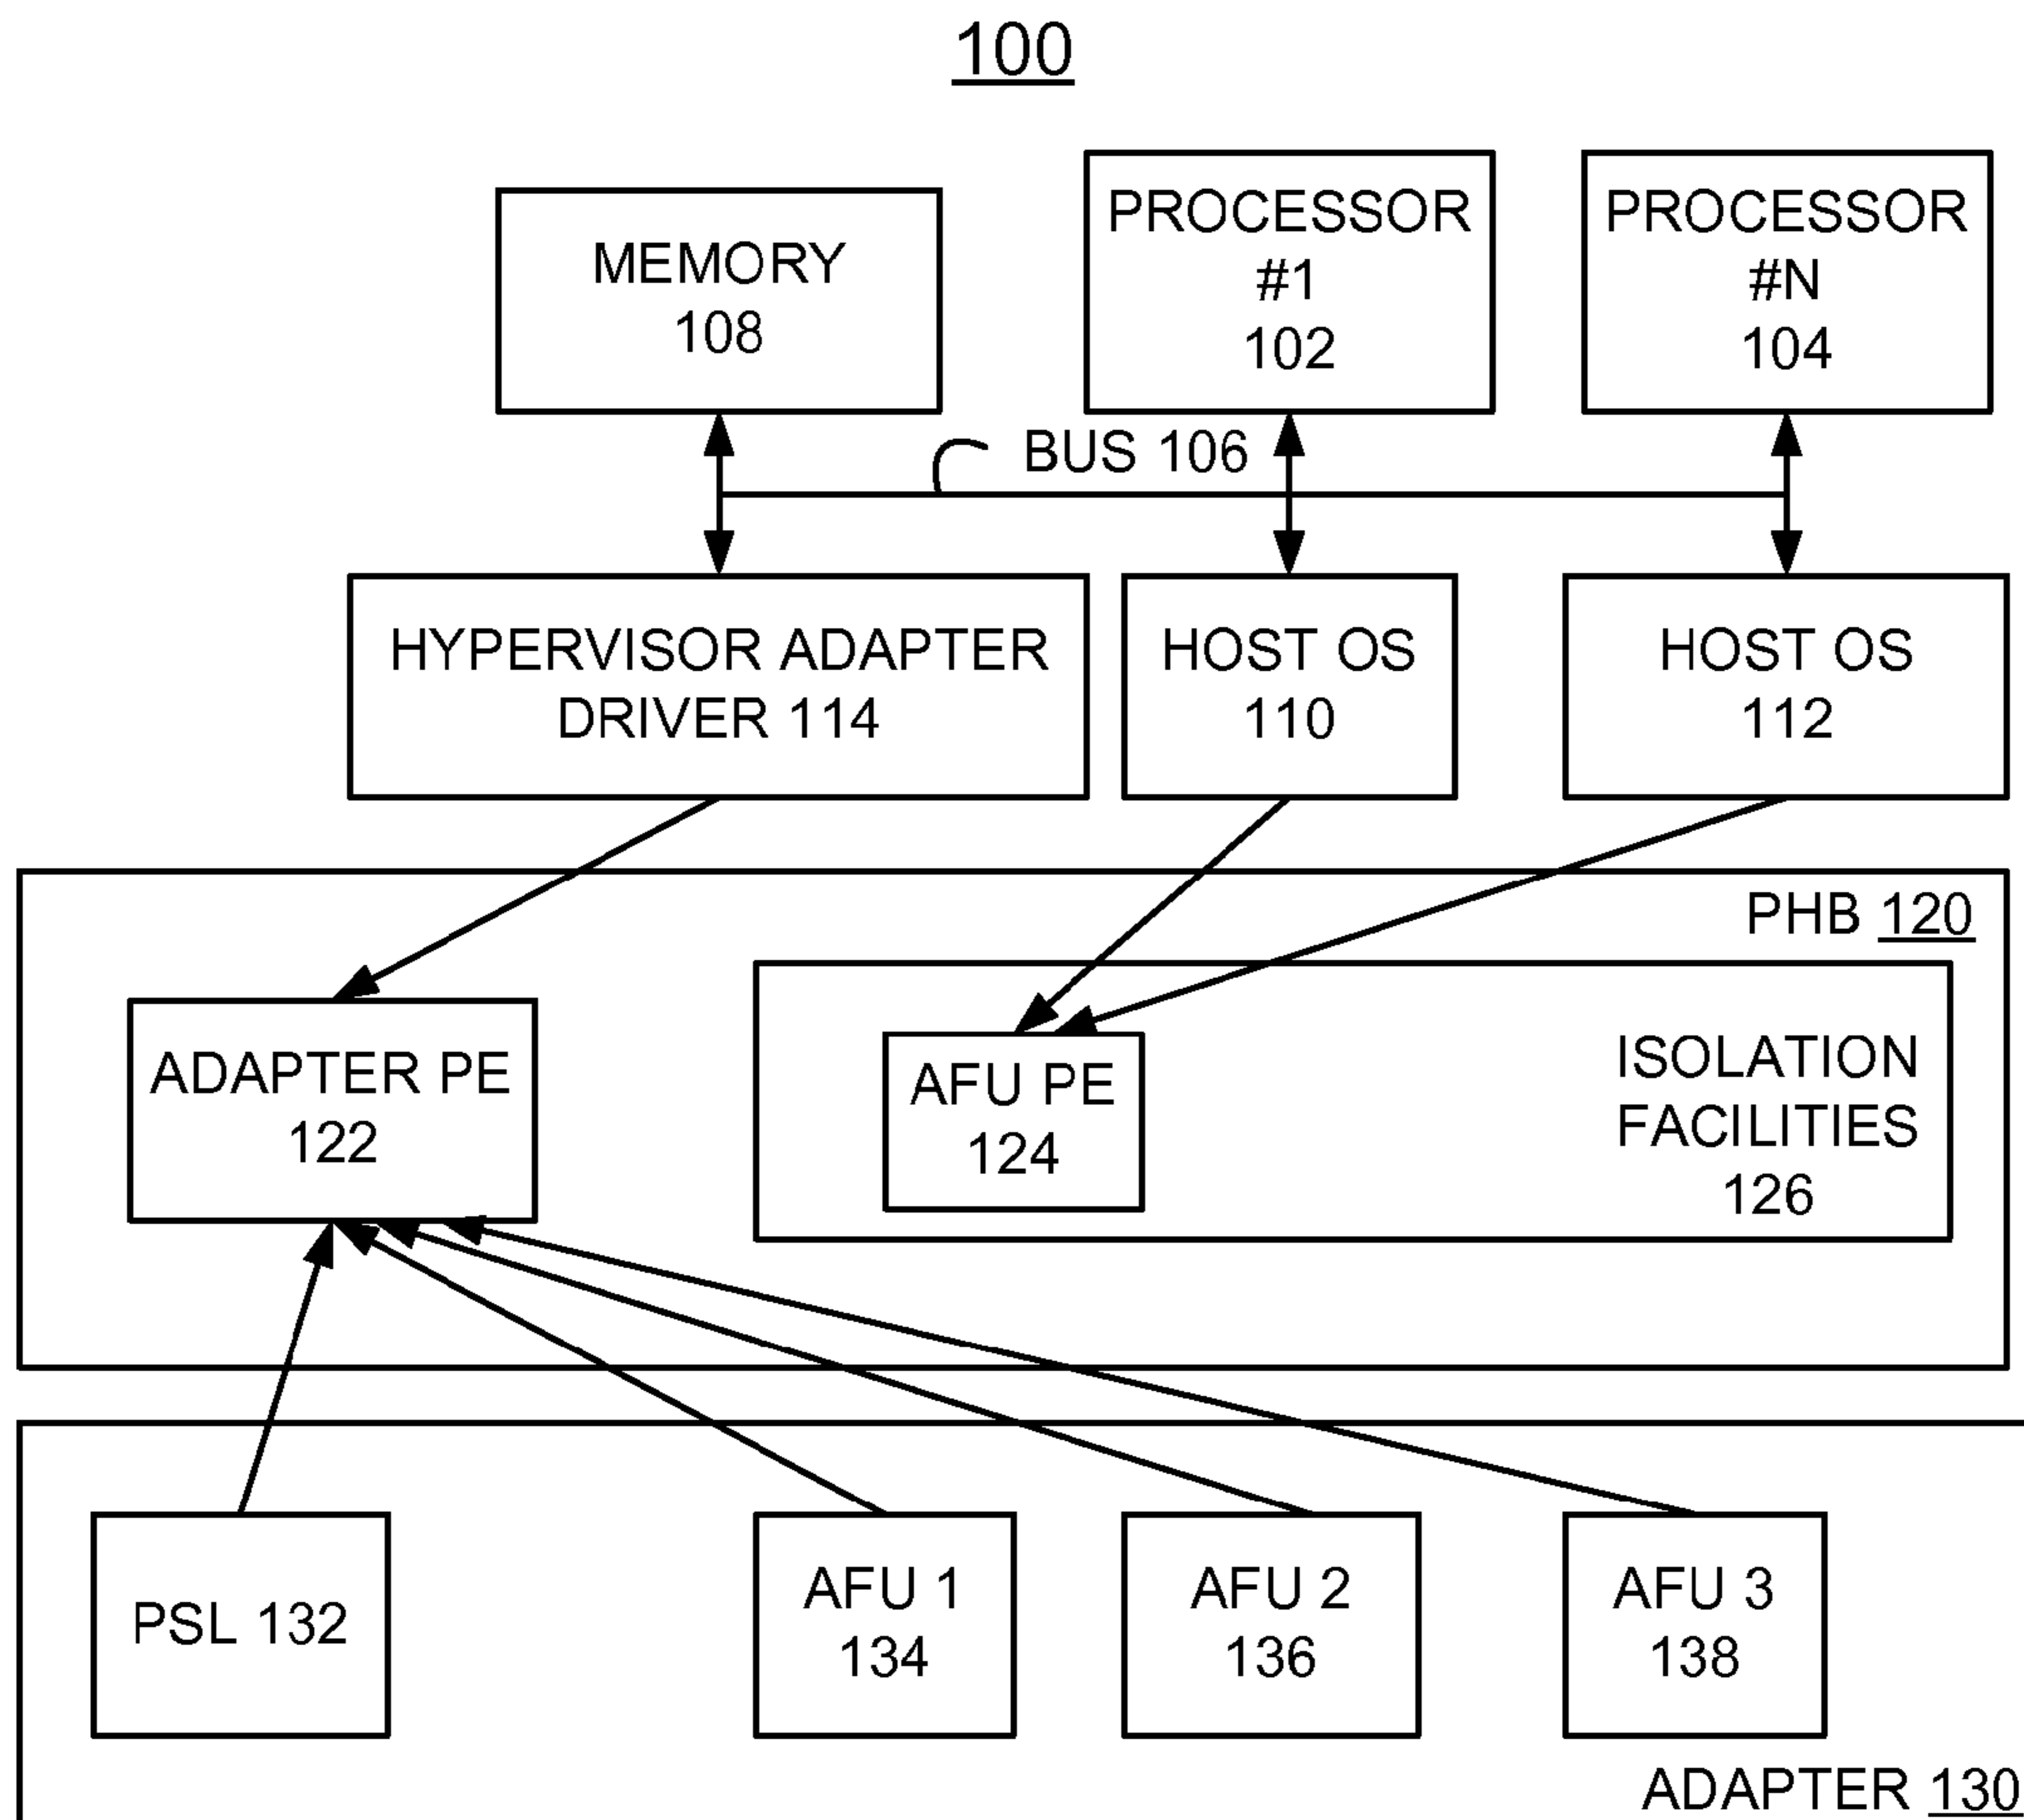 100
MEMORY
108
PROCESSOR
#1
102
PROCESSOR
#N
104
BUS 106
HYPERVISOR ADAPTER
DRIVER 114
HOST OS
110
HOST OS
112
PHB 120
ADAPTER PE
122
AFU PE
124
ISOLATION
FACILITIES
126
PSL 132
AFU 1
134
AFU 2
136
AFU 3
138
ADAPTER 130